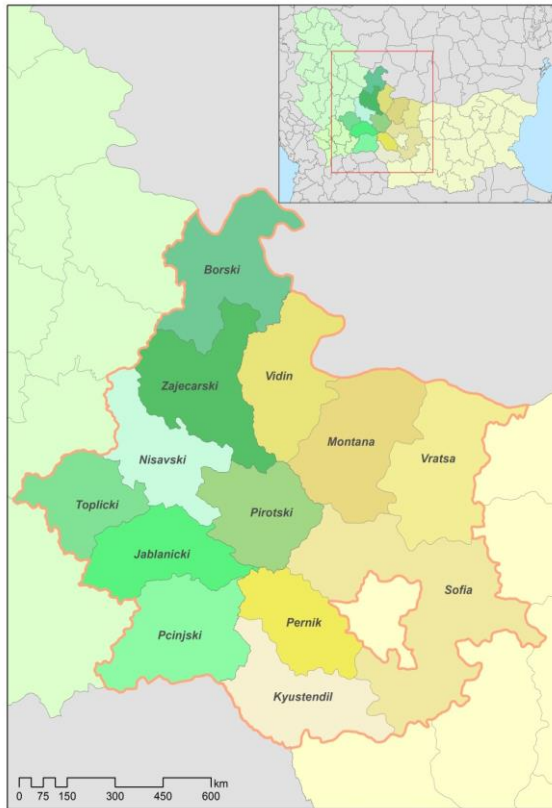 Borski
Zajecarski
Vidin
Montana
Vratsa
Nisavski
Toplicki
Pirotski
Jablanicki
Sofia
Pcinjski
Pernik
Kyustendil
km
0 75 150 300 450 600